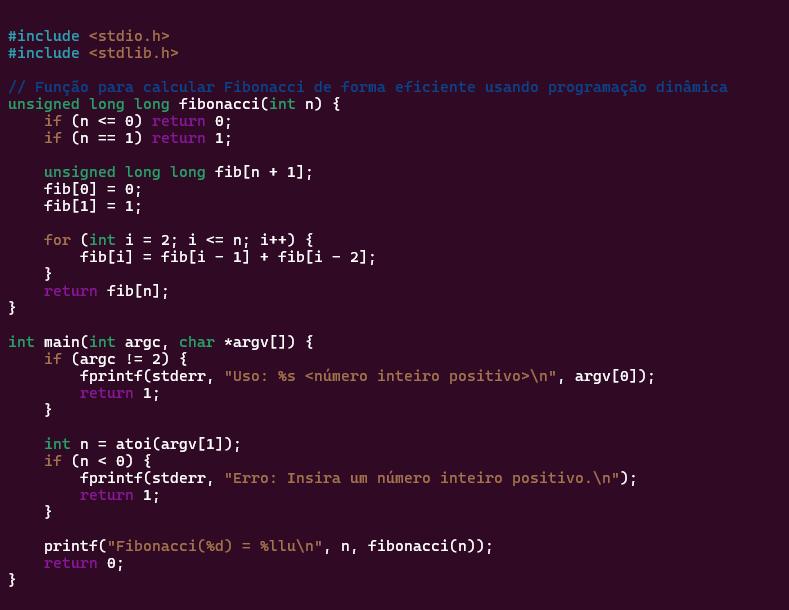 #include <stdio.h>
#include <stdlib.h>
// Função para calcular Fibonacci de forma eficiente usando programação dinâmica
unsigned long long fibonacci(int n) {
    if (n <= 0) return 0;
    if (n == 1) return 1;
    unsigned long long fib[n + 1];
    fib[0] = 0;
    fib[1] = 1;
    for (int i = 2; i <= n; i++) {
        fib[i] = fib[i - 1] + fib[i - 2];
    }
    return fib[n];
}
int main(int argc, char *argv[]) {
    if (argc != 2) {
        fprintf(stderr, "Uso: %s <número inteiro positivo>\n", argv[0]);
        return 1;
    }
    int n = atoi(argv[1]);
    if (n < 0) {
        fprintf(stderr, "Erro: Insira um número inteiro positivo.\n");
        return 1;
    }
    printf("Fibonacci(%d) = %llu\n", n, fibonacci(n));
    return 0;
}